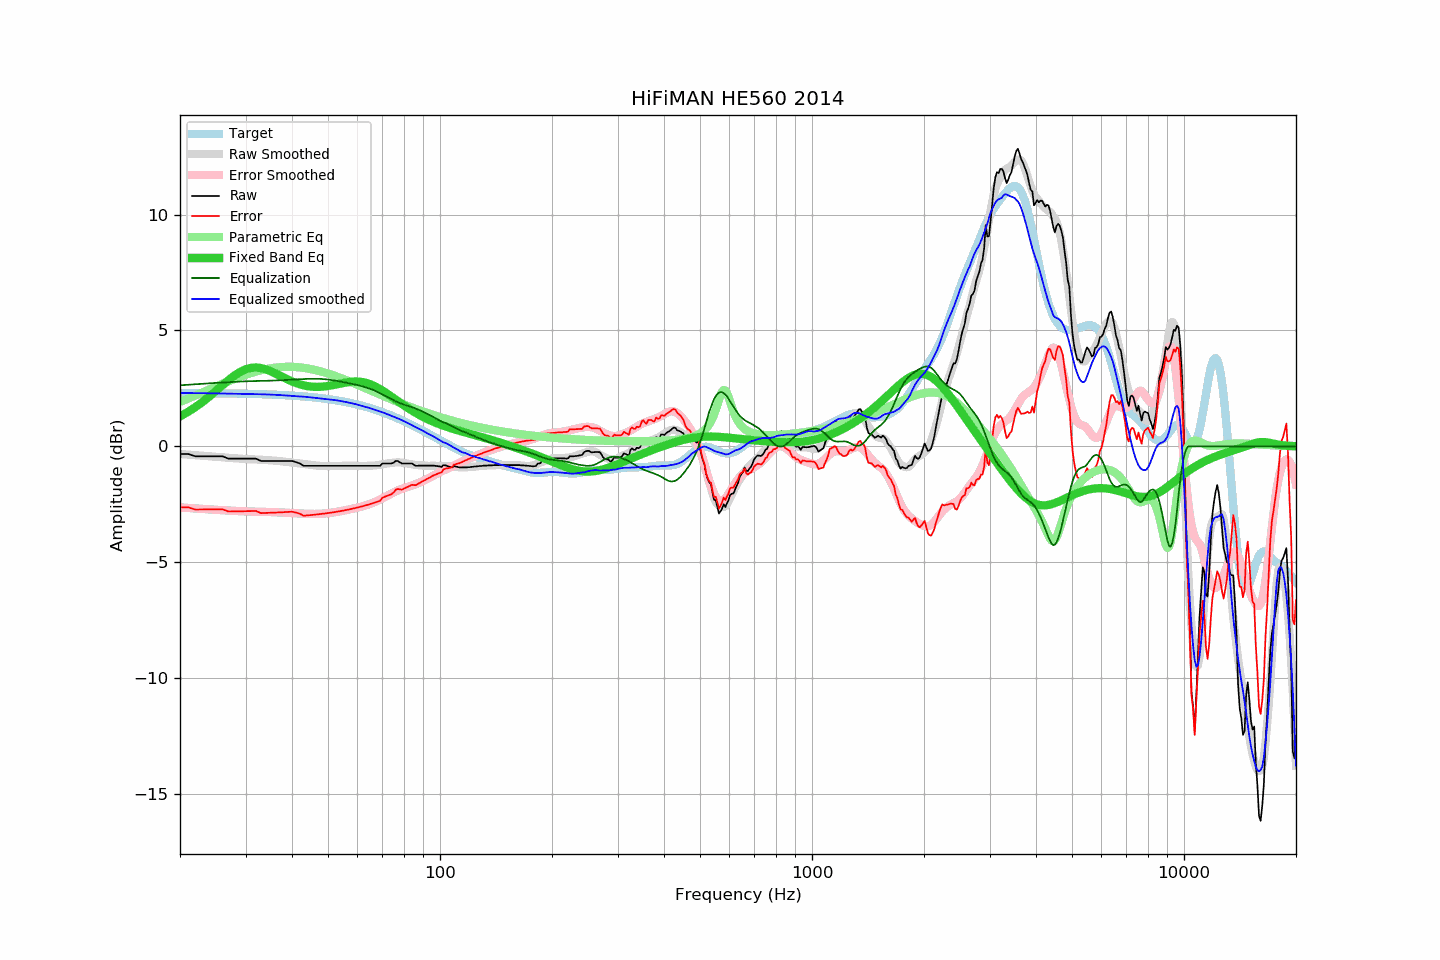 HiFiMAN HE560 2014
Target
Raw Smoothed
Error Smoothed
Raw
Error
Parametric Eq
Fixed Band Eq
Equalization
Equalized smoothed
10
5
0
−5
−10
−15
Amplitude (dBr)
100
1000
10000
Frequency (Hz)